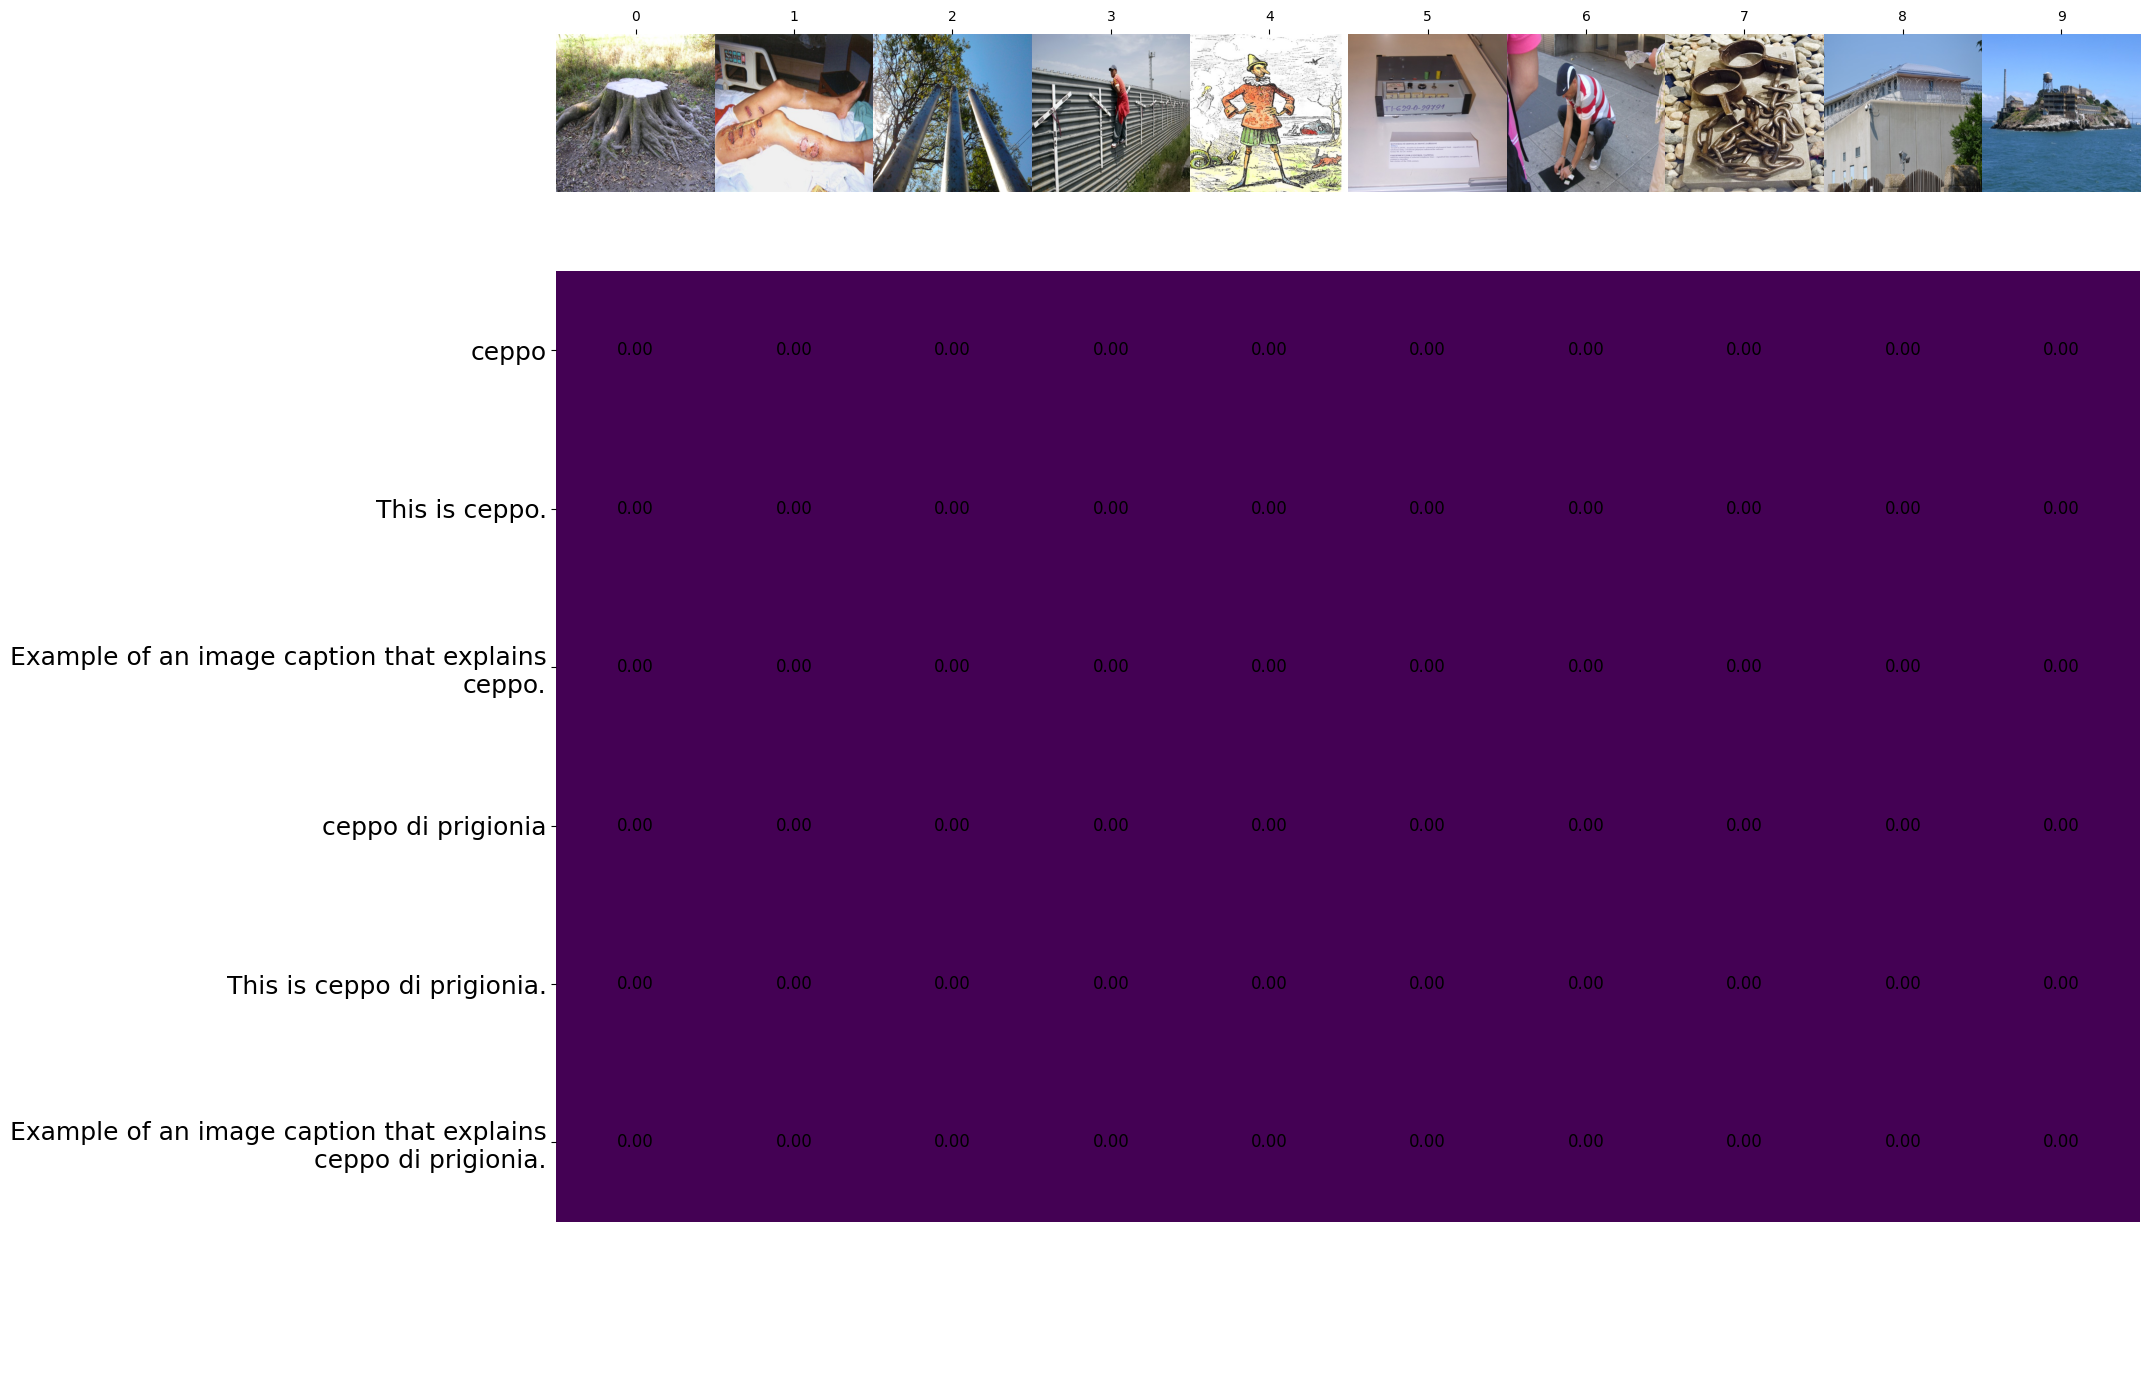 0 1 2 3 4 5 6 7 8 9
ceppo 0.00 0.00 0.00 0.00 0.00 0.00 0.00 0.00 0.00 0.00
This is ceppo. 0.00 0.00 0.00 0.00 0.00 0.00 0.00 0.00 0.00 0.00
Example of an image caption that explains
ceppo. 0.00 0.00 0.00 0.00 0.00 0.00 0.00 0.00 0.00 0.00
ceppo di prigionia 0.00 0.00 0.00 0.00 0.00 0.00 0.00 0.00 0.00 0.00
This is ceppo di prigionia. 0.00 0.00 0.00 0.00 0.00 0.00 0.00 0.00 0.00 0.00
Example of an image caption that explains
ceppo di prigionia. 0.00 0.00 0.00 0.00 0.00 0.00 0.00 0.00 0.00 0.00